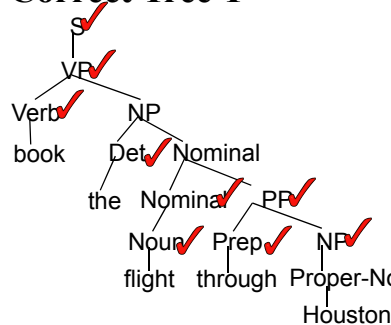 Correct Tree T
S
VP
Verb NP
book Det Nominal
the Nominal PP
Noun Prep NP
flight through Proper-No
Houston